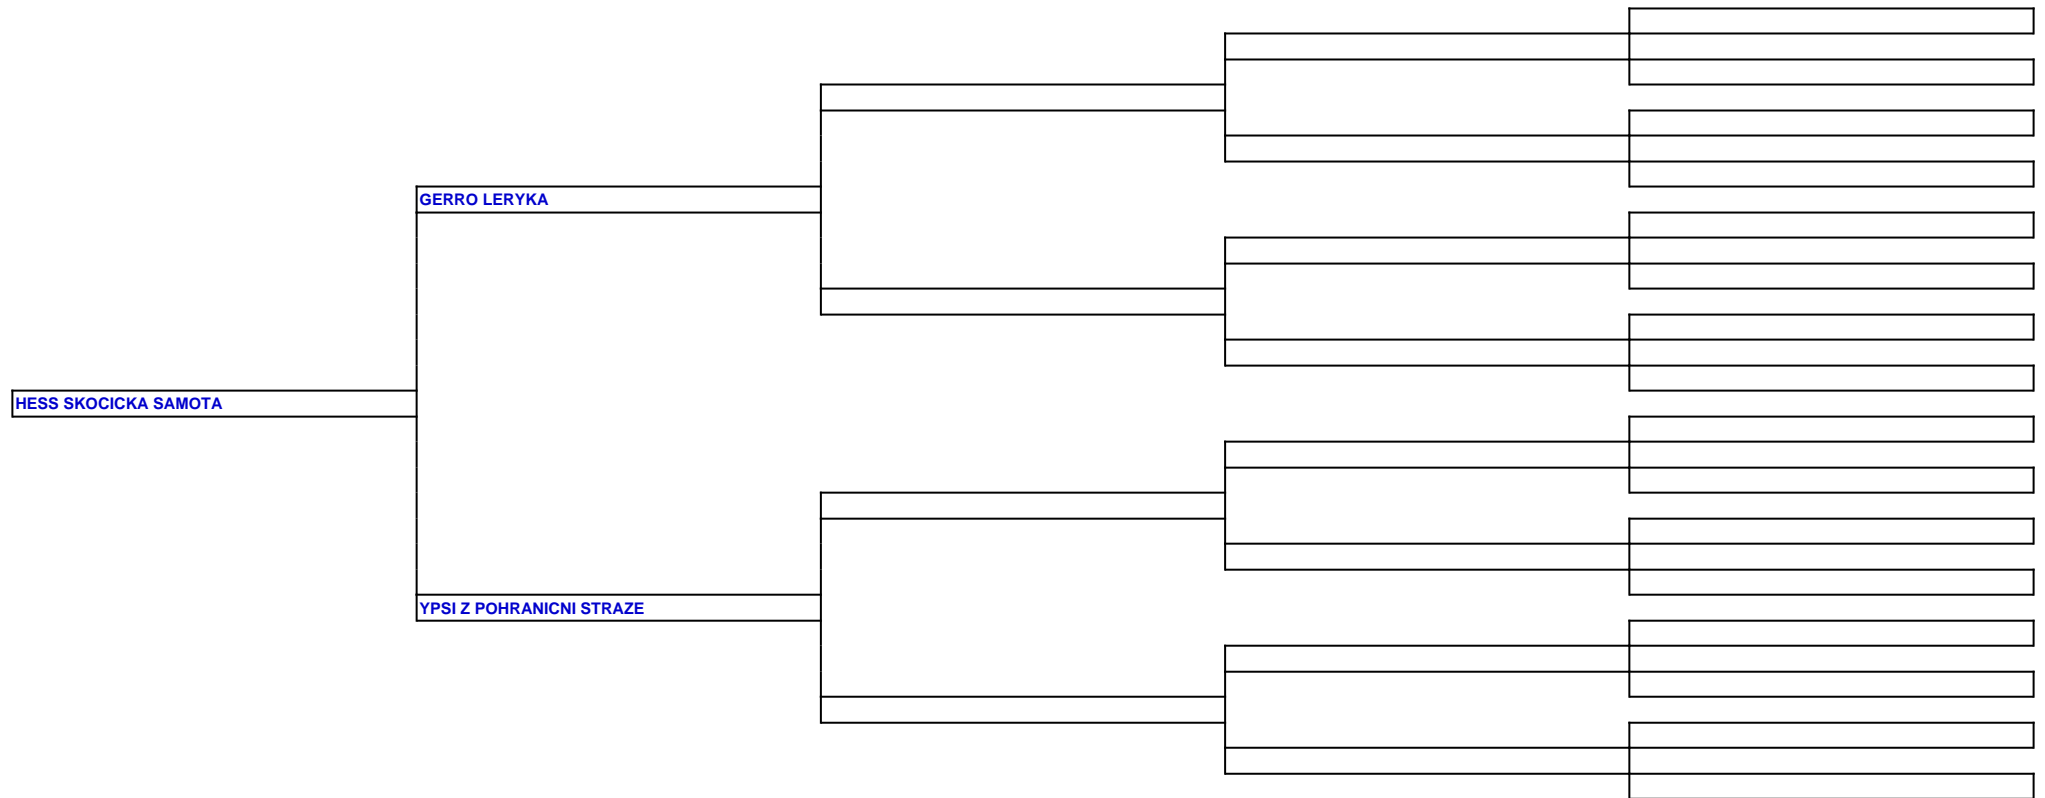 GERRO LERYKA
HESS SKOCICKA SAMOTA
YPSI Z POHRANICNI STRAZE